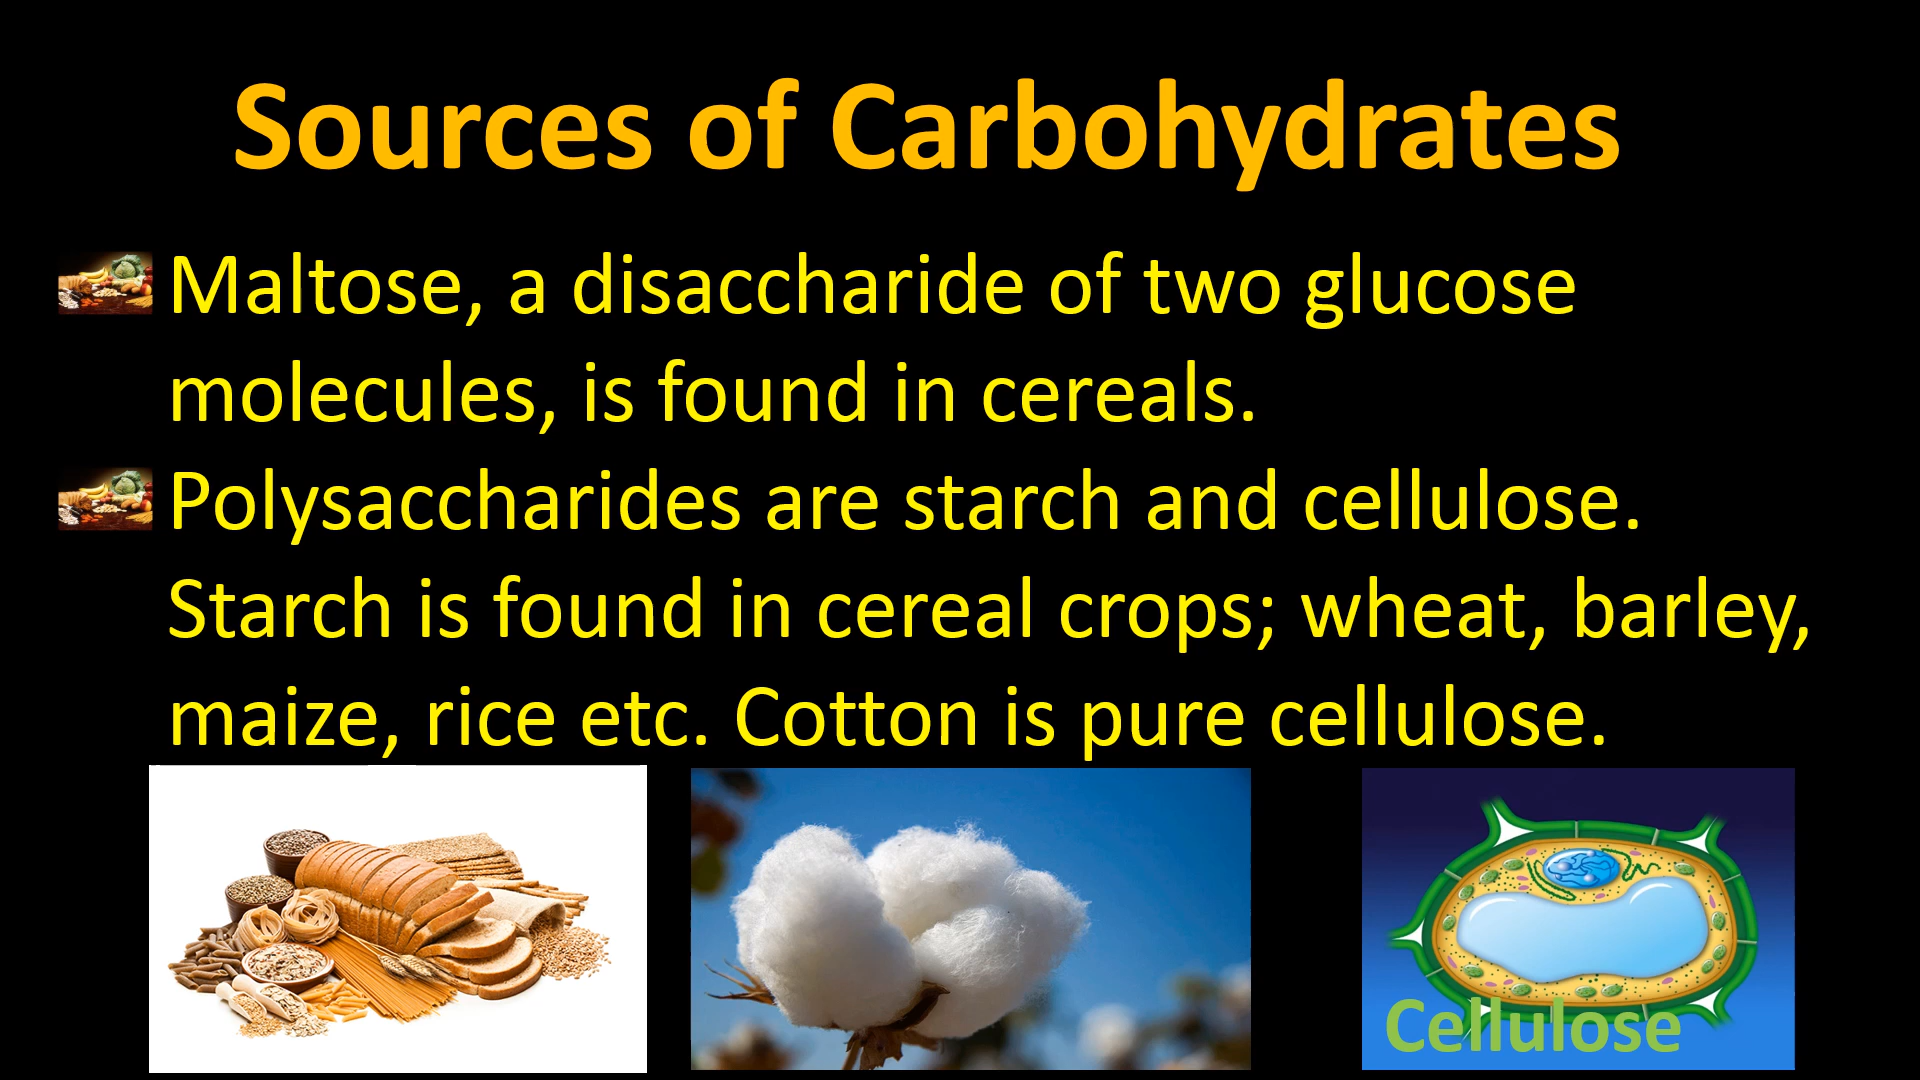 Sources of Carbohydrates
Maltose, a disaccharide of two glucose
molecules, is found in cereals.
Polysaccharides are starch and cellulose.
Starch is found in cereal crops; wheat, barley,
maize, rice etc. Cotton is pure cellulose.
Cellulose